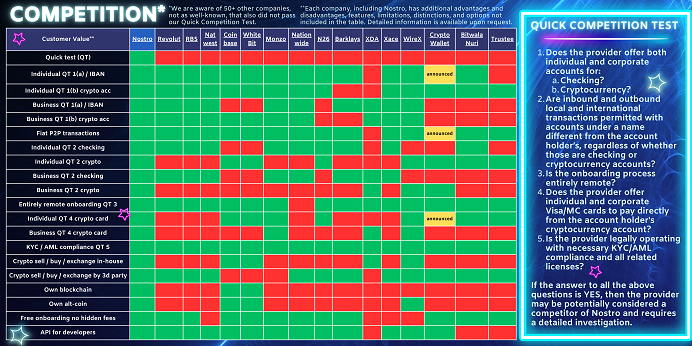 COMPETITION*
*We are aware of 50+ other companies,
not as well-known, that also did not pass
our Quick Competition Test.
**Each company, including Nostro, has additional advantages and
disadvantages, features, limitations, distinctions, and options not
included in the table. Detailed information is available upon request.
Customer Value** Nostro Revolut RBS Nat west Coin base White Bit Monzo Nation wide N26 Barklays XDA Xace WireX Crypto Wallet Bitwala Nuri Trustee
Quick test (QT)
Individual QT 1(a) / IBAN announced
Individual QT 1(b) crypto acc
Business QT 1(a) / IBAN
Business QT 1(b) crypto acc
Fiat P2P transactions announced
Individual QT 2 checking
Individual QT 2 crypto
Business QT 2 checking
Business QT 2 crypto
Entirely remote onboarding QT 3
Individual QT 4 crypto card announced
Business QT 4 crypto card
KYC / AML compliance QT 5
Crypto sell / buy / exchange in-house
Crypto sell / buy / exchange by 3d party
Own blockchain
Own alt-coin
Free onboarding no hidden fees
API for developers
QUICK COMPETITION TEST
1. Does the provider offer both
individual and corporate
accounts for:
a. Checking?
b. Cryptocurrency?
2. Are inbound and outbound
local and international
transactions permitted with
accounts under a name
different from the account
holder's, regardless of whether
those are checking or
cryptocurrency accounts?
3. Is the onboarding process
entirely remote?
4. Does the provider offer
individual and corporate
Visa/MC cards to pay directly
from the account holder's
cryptocurrency account?
5. Is the provider legally operating
with necessary KYC/AML
compliance and all related
licenses?
If the answer to all the above
questions is YES, then the provider
may be potentially considered a
competitor of Nostro and requires
a detailed investigation.